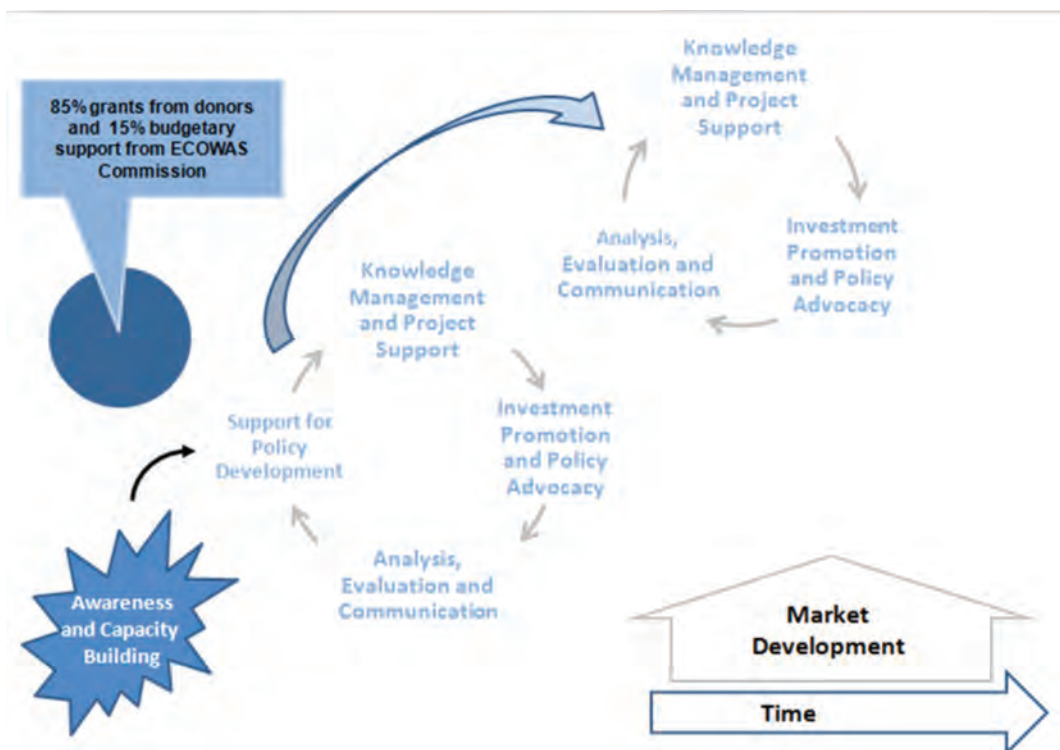 85% grants from donors
and 15% budgetary
support from ECOWAS
Commission
Knowledge
Management
and Project
Support
Analysis,
Evaluation and
Communication
Investment
Promotion
and Policy
Advocacy
Knowledge
Management
and Project
Support
Support for
Policy
Development
Investment
Promotion
and Policy
Advocacy
Analysis,
Evaluation and
Communication
Awareness
and Capacity
Building
Market
Development
Time